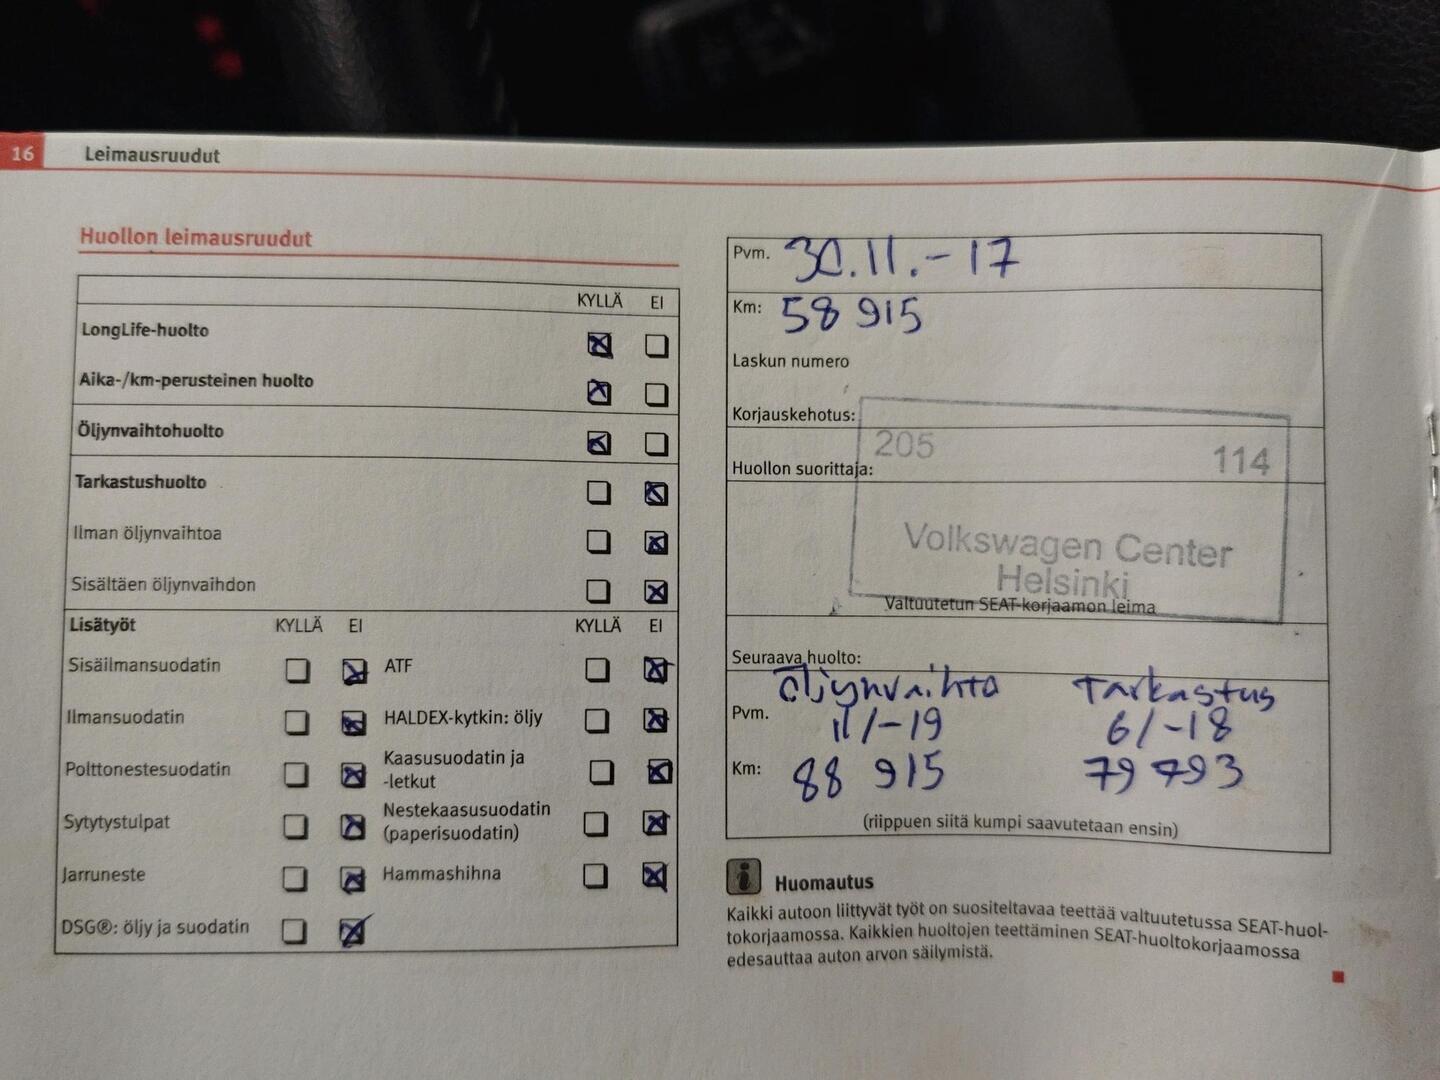 16 Leimausruudut
Huollon leimausruudut
KYLLÄ EI
LongLife-huolto
Aika-/km-perusteinen huolto
Öljynvaihtohuolto
Tarkastushuolto
Ilman öljynvaihtoa
Sisältäen öljynvaihdon
Lisätyöt KYLLÄ EI KYLLÄ EI
Sisäilmansuodatin ATF
Ilmansuodatin HALDEX-kytkin: öljy
Polttonestesuodatin Kaasusuodatin ja
-letkut
Sytytystulpat Nestekaasusuodatin
(paperisuodatin)
Jarruneste Hammashihna
DSG®: öljy ja suodatin
Pvm. 30.11.-17
Km: 58 915
Laskun numero
Korjauskehotus:
205 114
Huollon suorittaja:
Volkswagen Center
Helsinki
Valtuutetun SEAT-korjaamon leima
Seuraava huolto:
öljynvaihto Tarkastus
Pvm. 11/-19 6/-18
Km: 88 915 79 793
(riippuen siitä kumpi saavutetaan ensin)
i Huomautus
Kaikki autoon liittyvät työt on suositeltavaa teettää valtuutetussa SEAT-huol-
tokorjaamossa. Kaikkien huoltojen teettäminen SEAT-huoltokorjaamossa
edesauttaa auton arvon säilymistä.